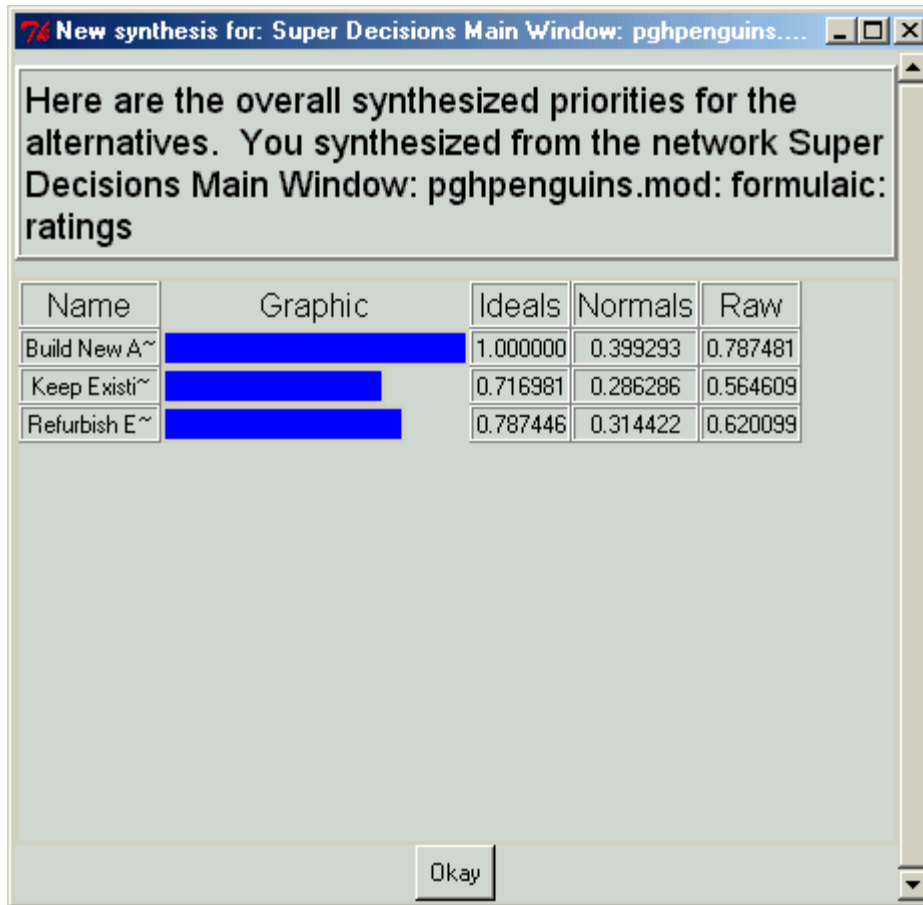 New synthesis for: Super Decisions Main Window: pghpenguins....
Here are the overall synthesized priorities for the
alternatives. You synthesized from the network Super
Decisions Main Window: pghpenguins.mod: formulaic:
ratings
Name Graphic Ideals Normals Raw
Build New A~ 1.000000 0.399293 0.787481
Keep Existi~ 0.716981 0.286286 0.564609
Refurbish E~ 0.787446 0.314422 0.620099
Okay